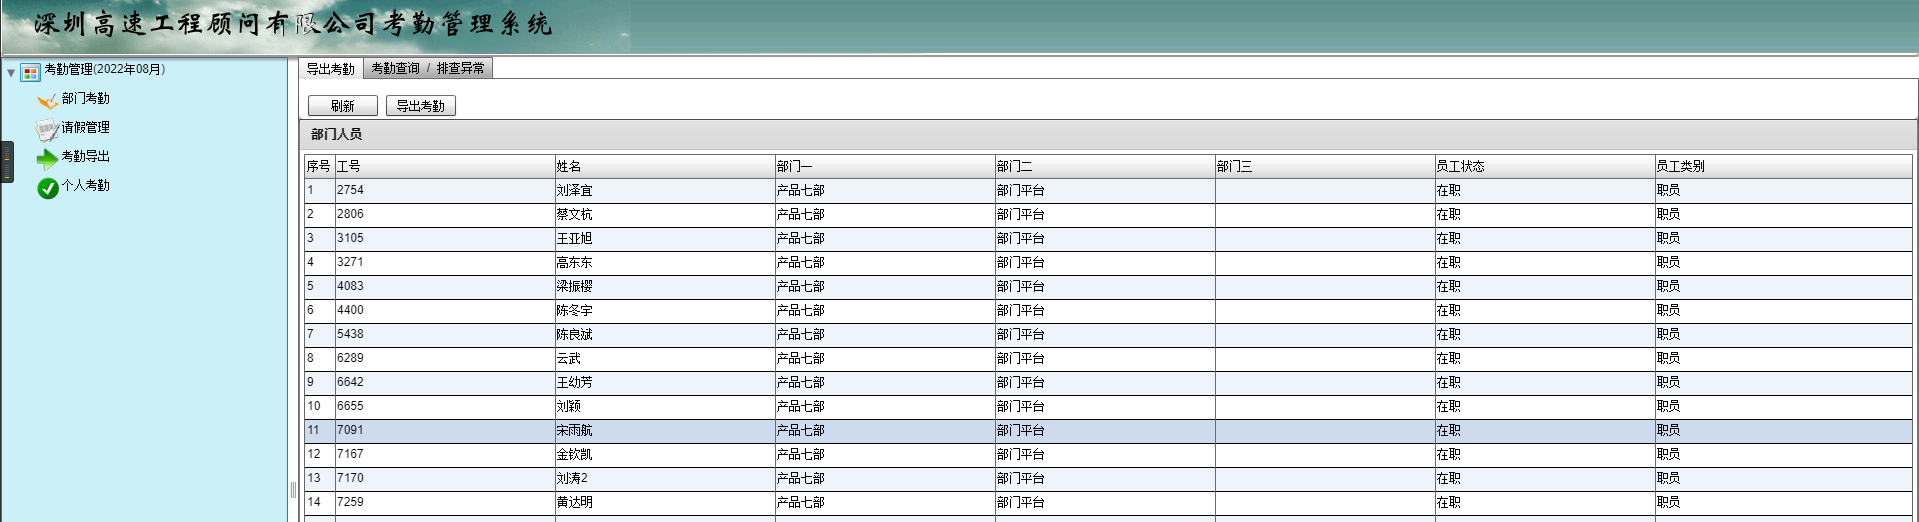 深圳高速工程顾问有限公司考勤管理系统
考勤管理(2022年08月)
部门考勤
请假管理
考勤导出
个人考勤
导出考勤 考勤查询 / 排查异常
刷新 导出考勤
部门人员
序号 工号 姓名 部门一 部门二 部门三 员工状态 员工类别
1 2754 刘泽宜 产品七部 部门平台 在职 职员
2 2806 蔡文杭 产品七部 部门平台 在职 职员
3 3105 王亚旭 产品七部 部门平台 在职 职员
4 3271 高东东 产品七部 部门平台 在职 职员
5 4083 梁振樱 产品七部 部门平台 在职 职员
6 4400 陈冬宇 产品七部 部门平台 在职 职员
7 5438 陈良斌 产品七部 部门平台 在职 职员
8 6289 云武 产品七部 部门平台 在职 职员
9 6642 王幼芳 产品七部 部门平台 在职 职员
10 6655 刘颖 产品七部 部门平台 在职 职员
11 7091 宋雨航 产品七部 部门平台 在职 职员
12 7167 金钦凯 产品七部 部门平台 在职 职员
13 7170 刘涛2 产品七部 部门平台 在职 职员
14 7259 黄达明 产品七部 部门平台 在职 职员